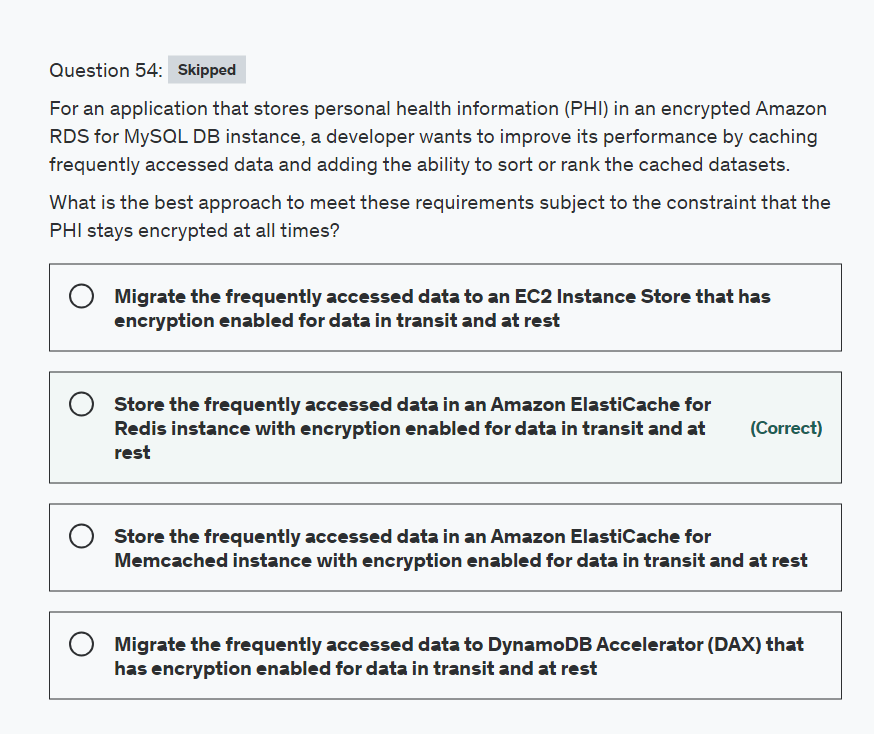 Question 54: Skipped
For an application that stores personal health information (PHI) in an encrypted Amazon
RDS for MySQL DB instance, a developer wants to improve its performance by caching
frequently accessed data and adding the ability to sort or rank the cached datasets.
What is the best approach to meet these requirements subject to the constraint that the
PHI stays encrypted at all times?
Migrate the frequently accessed data to an EC2 Instance Store that has
encryption enabled for data in transit and at rest
Store the frequently accessed data in an Amazon ElastiCache for
Redis instance with encryption enabled for data in transit and at
rest
(Correct)
Store the frequently accessed data in an Amazon ElastiCache for
Memcached instance with encryption enabled for data in transit and at rest
Migrate the frequently accessed data to DynamoDB Accelerator (DAX) that
has encryption enabled for data in transit and at rest